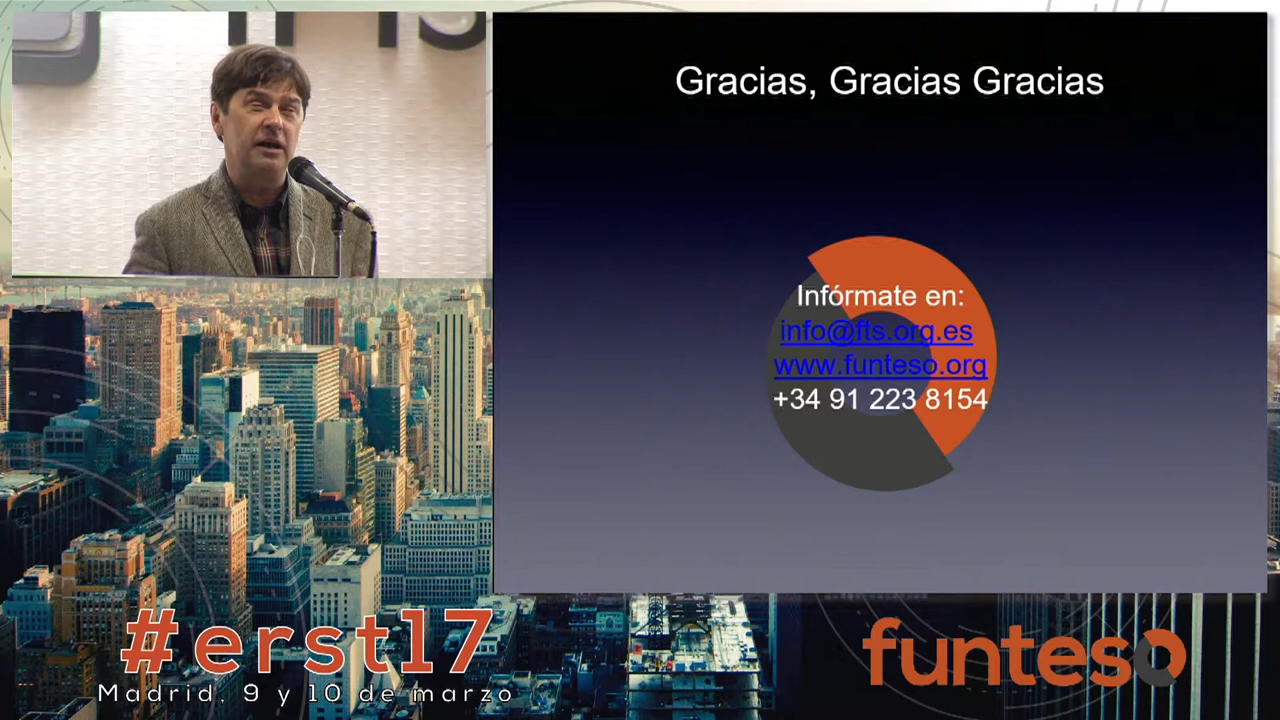 Gracias, Gracias Gracias
Infórmate en:
info@fts.org.es
www.funteso.org
+34 91 223 8154
#erst17
Madrid, 9 y 10 de marzo
funteso